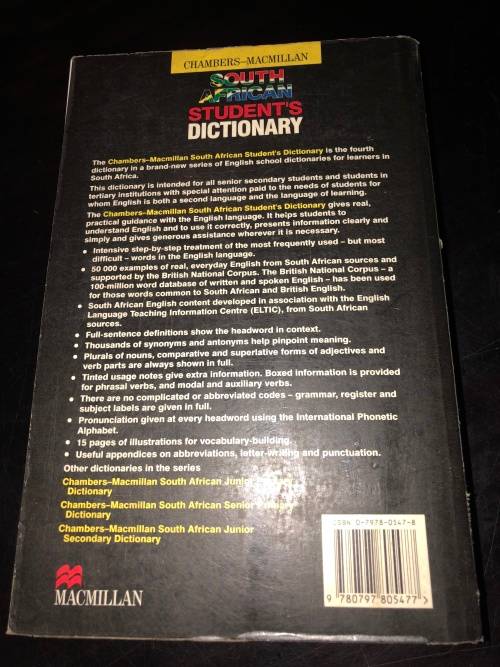 CHAMBERS–MACMILLAN
SOUTH
AFRICAN
STUDENT'S
DICTIONARY
The Chambers–Macmillan South African Student's Dictionary is the fourth
dictionary in a brand-new series of English school dictionaries for learners in
South Africa.
This dictionary is intended for all senior secondary students and students in
tertiary institutions with special attention paid to the needs of students for
whom English is both a second language and the language of learning.
The Chambers–Macmillan South African Student's Dictionary gives real,
practical guidance with the English language. It helps students to
understand English and to use it correctly, presents information clearly and
simply and gives generous assistance wherever it is necessary.
• Intensive step-by-step treatment of the most frequently used – but most
difficult – words in the English language.
• 50 000 examples of real, everyday English from South African sources and
supported by the British National Corpus. The British National Corpus – a
100-million word database of written and spoken English – has been used
for those words common to South African and British English.
• South African English content developed in association with the English
Language Teaching Information Centre (ELTIC), from South African
sources.
• Full-sentence definitions show the headword in context.
• Thousands of synonyms and antonyms help pinpoint meaning.
• Plurals of nouns, comparative and superlative forms of adjectives and
verb parts are always shown in full.
• Tinted usage notes give extra information. Boxed information is provided
for phrasal verbs, and modal and auxiliary verbs.
• There are no complicated or abbreviated codes – grammar, register and
subject labels are given in full.
• Pronunciation given at every headword using the International Phonetic
Alphabet.
• 15 pages of illustrations for vocabulary-building.
• Useful appendices on abbreviations, letter-writing and punctuation.
Other dictionaries in the series
Chambers–Macmillan South African Junior Primary
Dictionary
Chambers–Macmillan South African Senior Primary
Dictionary
Chambers–Macmillan South African Junior
Secondary Dictionary
ISBN 0-7978-0547-8
9 780797 805477 >
MACMILLAN